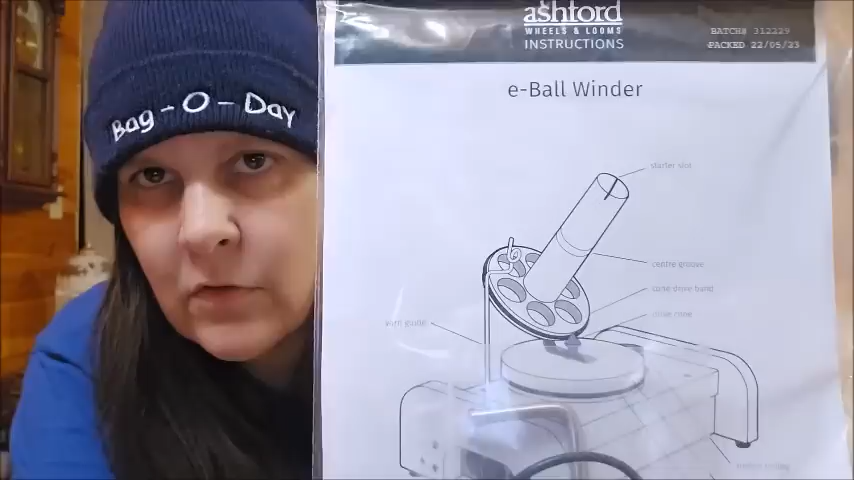 Bag-O-Day
ashford
WHEELS & LOOMS
INSTRUCTIONS
BATCH# 312229
PACKED 22/05/23
e-Ball Winder
starter slot
centre groove
cone drive band
drive cone
yarn guide